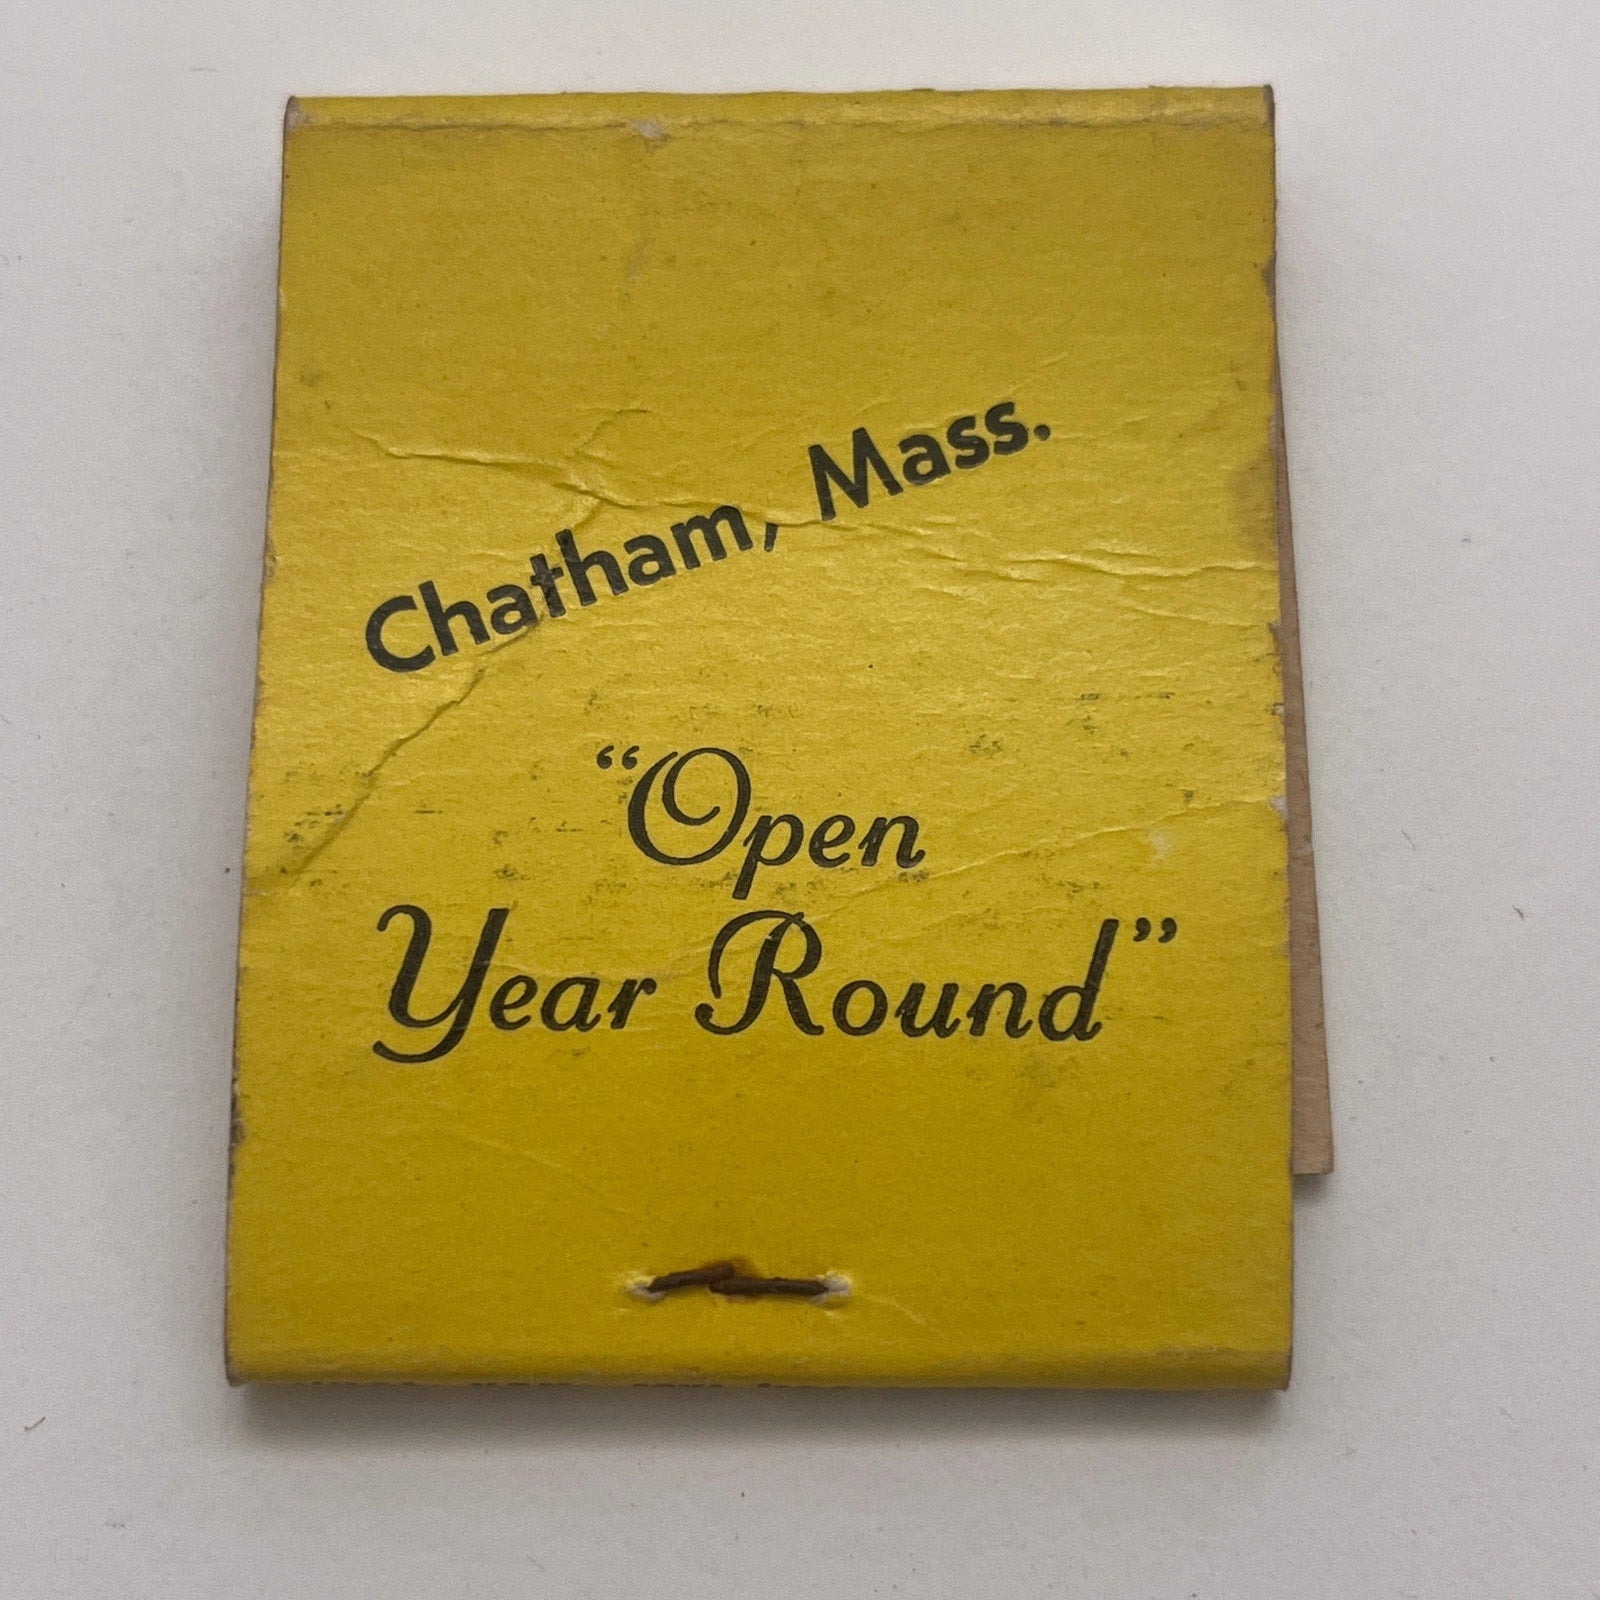 Chatham, Mass.
“Open
Year Round”